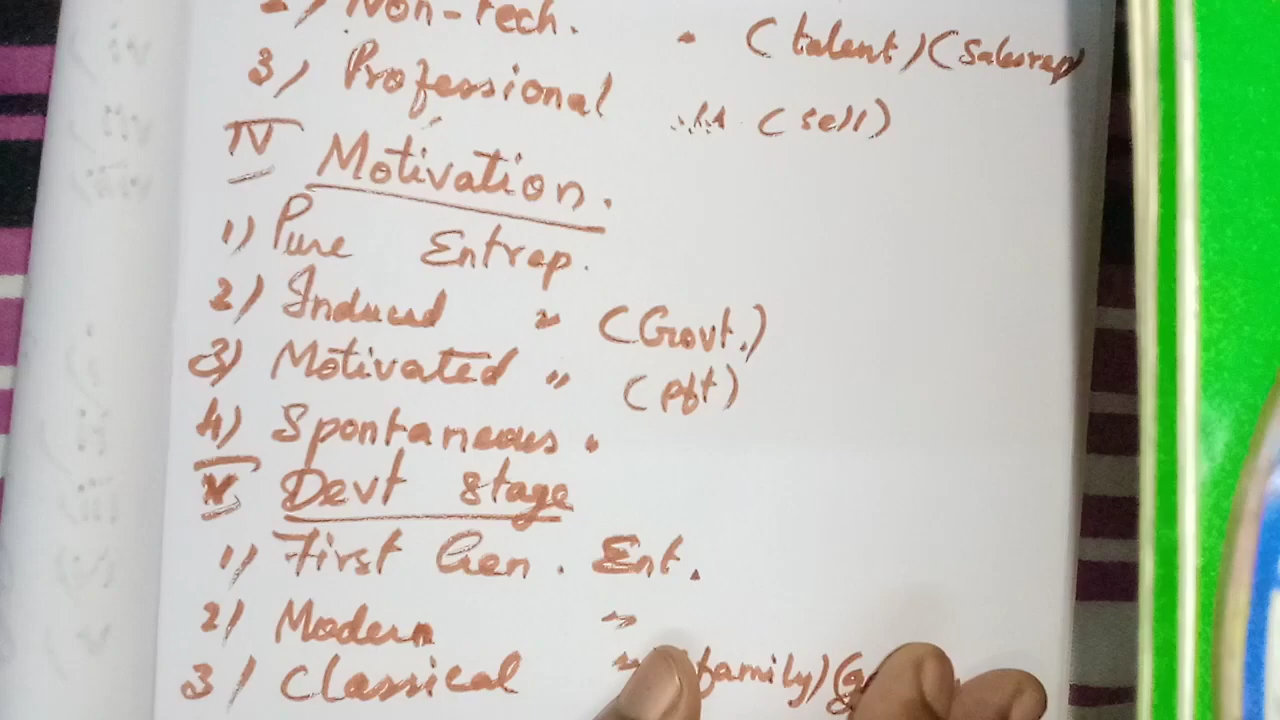 2) Non-tech. " (talent) (salesrep)
3) Professional " (sell)
IV Motivation.
1) Pure Entrep.
2) Induced " (Govt.)
3) Motivated " (pft)
4) Spontaneous "
V Devt stage
1) First Gen. Ent.
2) Modern "
3) Classical " family)